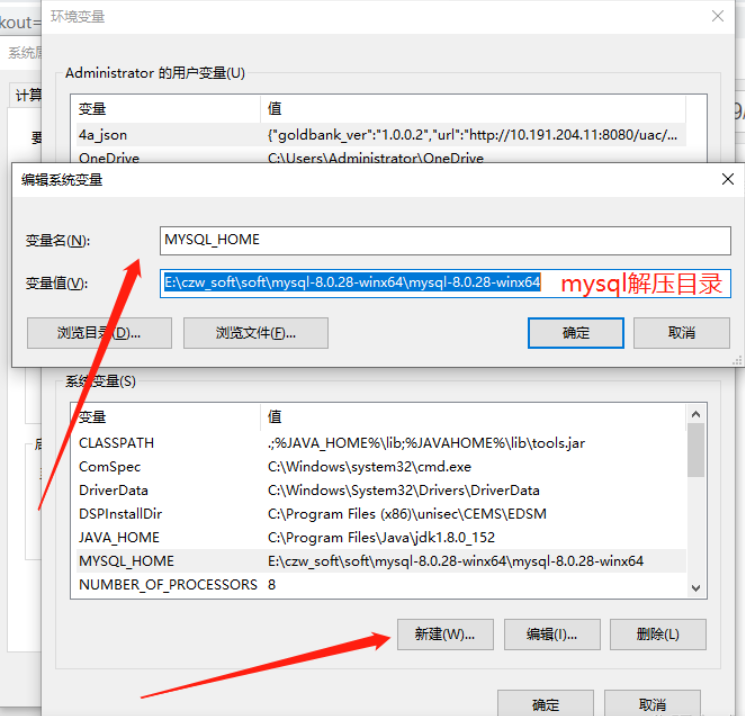 kout=
环境变量
系统
计算
Administrator 的用户变量(U)
变量 值
4a_json {"goldbank_ver":"1.0.0.2","url":"http://10.191.204.11:8080/uac/...
OneDrive C:\Users\Administrator\OneDrive
编辑系统变量
变量名(N): MYSQL_HOME
变量值(V): E:\czw_soft\soft\mysql-8.0.28-winx64\mysql-8.0.28-winx64 mysql解压目录
浏览目录(D)... 浏览文件(F)... 确定 取消
系统变量(S)
变量 值
CLASSPATH .;%JAVA_HOME%\lib;%JAVAHOME%\lib\tools.jar
ComSpec C:\Windows\system32\cmd.exe
DriverData C:\Windows\System32\Drivers\DriverData
DSPInstallDir C:\Program Files (x86)\unisec\CEMS\EDSM
JAVA_HOME C:\Program Files\Java\jdk1.8.0_152
MYSQL_HOME E:\czw_soft\soft\mysql-8.0.28-winx64\mysql-8.0.28-winx64
NUMBER_OF_PROCESSORS 8
新建(W)... 编辑(I)... 删除(L)
确定 取消